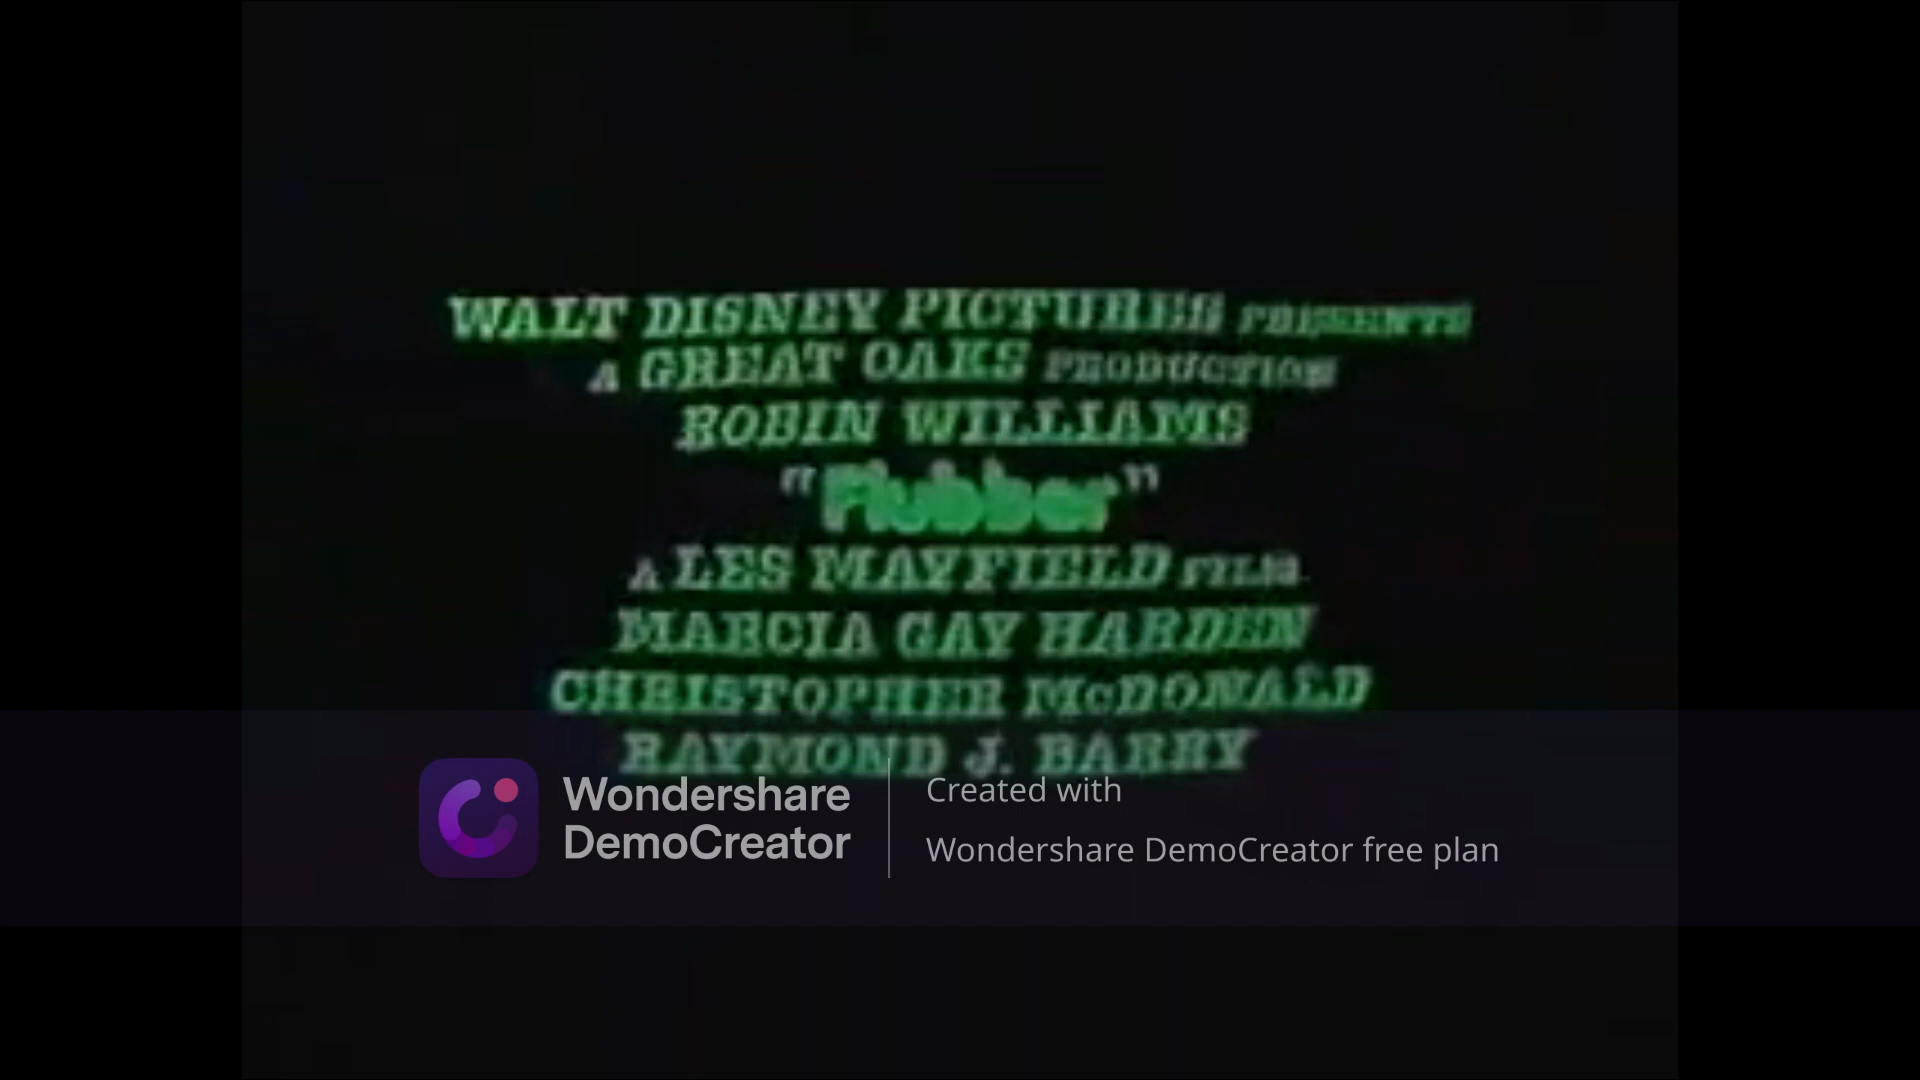 WALT DISNEY PICTURES PRESENTS
A GREAT OAKS PRODUCTION
ROBIN WILLIAMS
"Flubber"
A LES MAYFIELD FILM
MARCIA GAY HARDEN
CHRISTOPHER McDONALD
RAYMOND J. BARRY
Wondershare
DemoCreator
Created with
Wondershare DemoCreator free plan